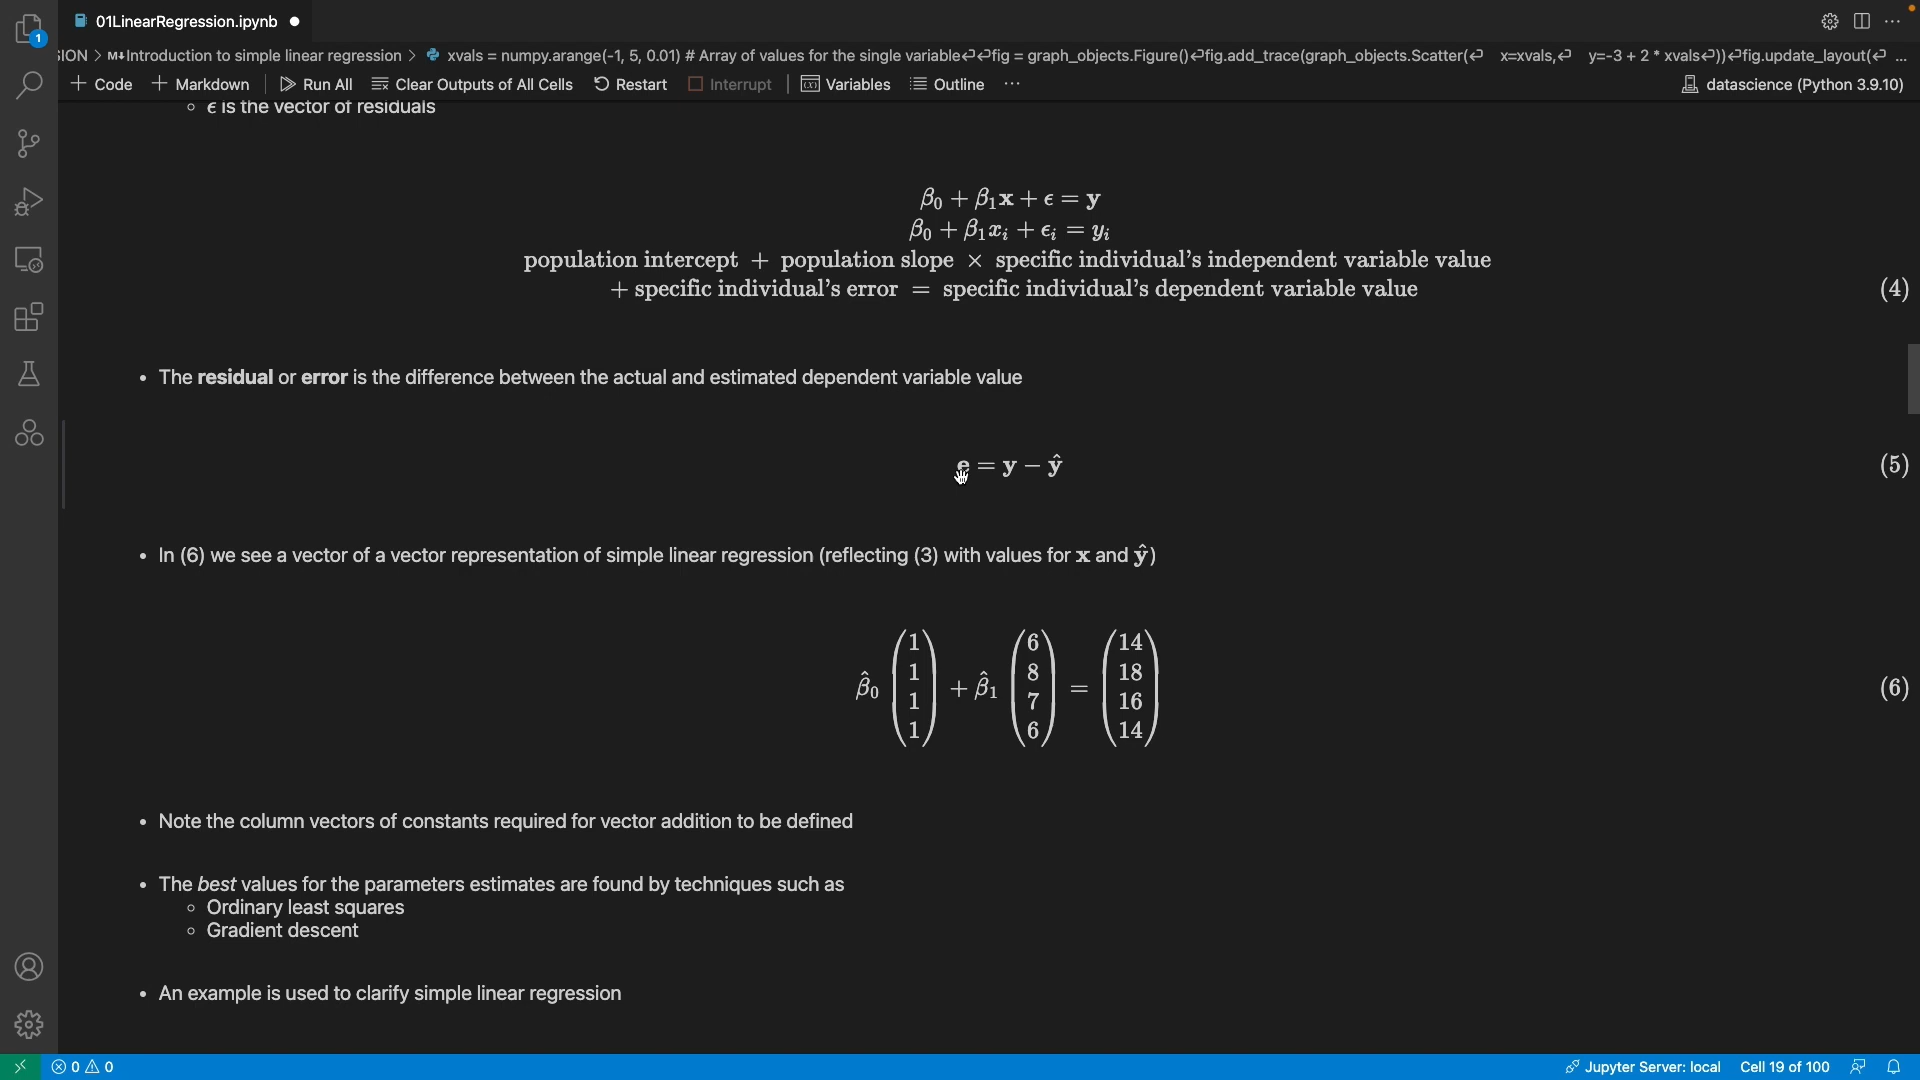 01LinearRegression.ipynb
1
SION > M↓Introduction to simple linear regression > xvals = numpy.arange(-1, 5, 0.01) # Array of values for the single variable↵↵fig = graph_objects.Figure()↵fig.add_trace(graph_objects.Scatter(↵ x=xvals,↵ y=-3 + 2 * xvals↵))↵fig.update_layout(↵ ...
+ Code + Markdown Run All Clear Outputs of All Cells Restart Interrupt Variables Outline ... datascience (Python 3.9.10)
ϵ is the vector of residuals
β₀ + β₁𝐱 + ϵ = 𝐲
β₀ + β₁xᵢ + ϵᵢ = yᵢ
population intercept + population slope × specific individual's independent variable value
+ specific individual's error = specific individual's dependent variable value (4)
• The residual or error is the difference between the actual and estimated dependent variable value
𝐞 = 𝐲 − 𝐲̂ (5)
• In (6) we see a vector of a vector representation of simple linear regression (reflecting (3) with values for 𝐱 and 𝐲̂)
β̂₀ (1 1 1 1) + β̂₁ (6 8 7 6) = (14 18 16 14) (6)
• Note the column vectors of constants required for vector addition to be defined
• The best values for the parameters estimates are found by techniques such as
Ordinary least squares
Gradient descent
• An example is used to clarify simple linear regression
0 0 Jupyter Server: local Cell 19 of 100